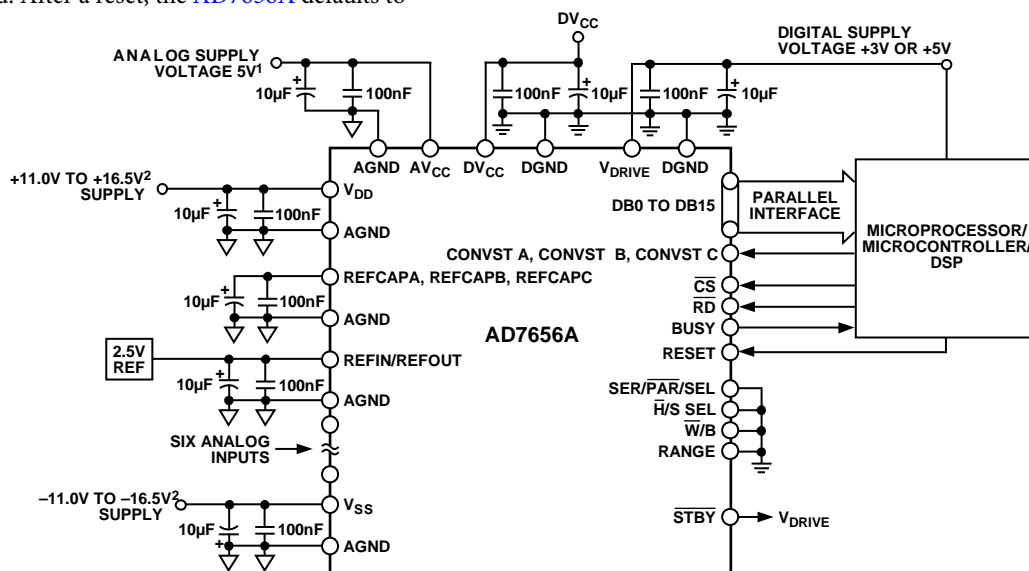 d. After a reset, the AD7656A defaults to
DVCC
ANALOG SUPPLY
VOLTAGE 5V1
DIGITAL SUPPLY
VOLTAGE +3V OR +5V
+
10µF
100nF
100nF
+
10µF
100nF
+
10µF
AGND
AVCC
DVCC
DGND
VDRIVE
DGND
+11.0V TO +16.5V2
SUPPLY
VDD
+
10µF
100nF
AGND
DB0 TO DB15
PARALLEL
INTERFACE
MICROPROCESSOR/
MICROCONTROLLER/
DSP
CONVST A, CONVST B, CONVST C
REFCAPA, REFCAPB, REFCAPC
CS
+
10µF
100nF
RD
AGND
AD7656A
BUSY
2.5V
REF
REFIN/REFOUT
RESET
+
10µF
100nF
AGND
SER/PAR/SEL
H/S SEL
W/B
RANGE
SIX ANALOG
INPUTS
–11.0V TO –16.5V2
SUPPLY
VSS
10µF
+
100nF
AGND
STBY
VDRIVE